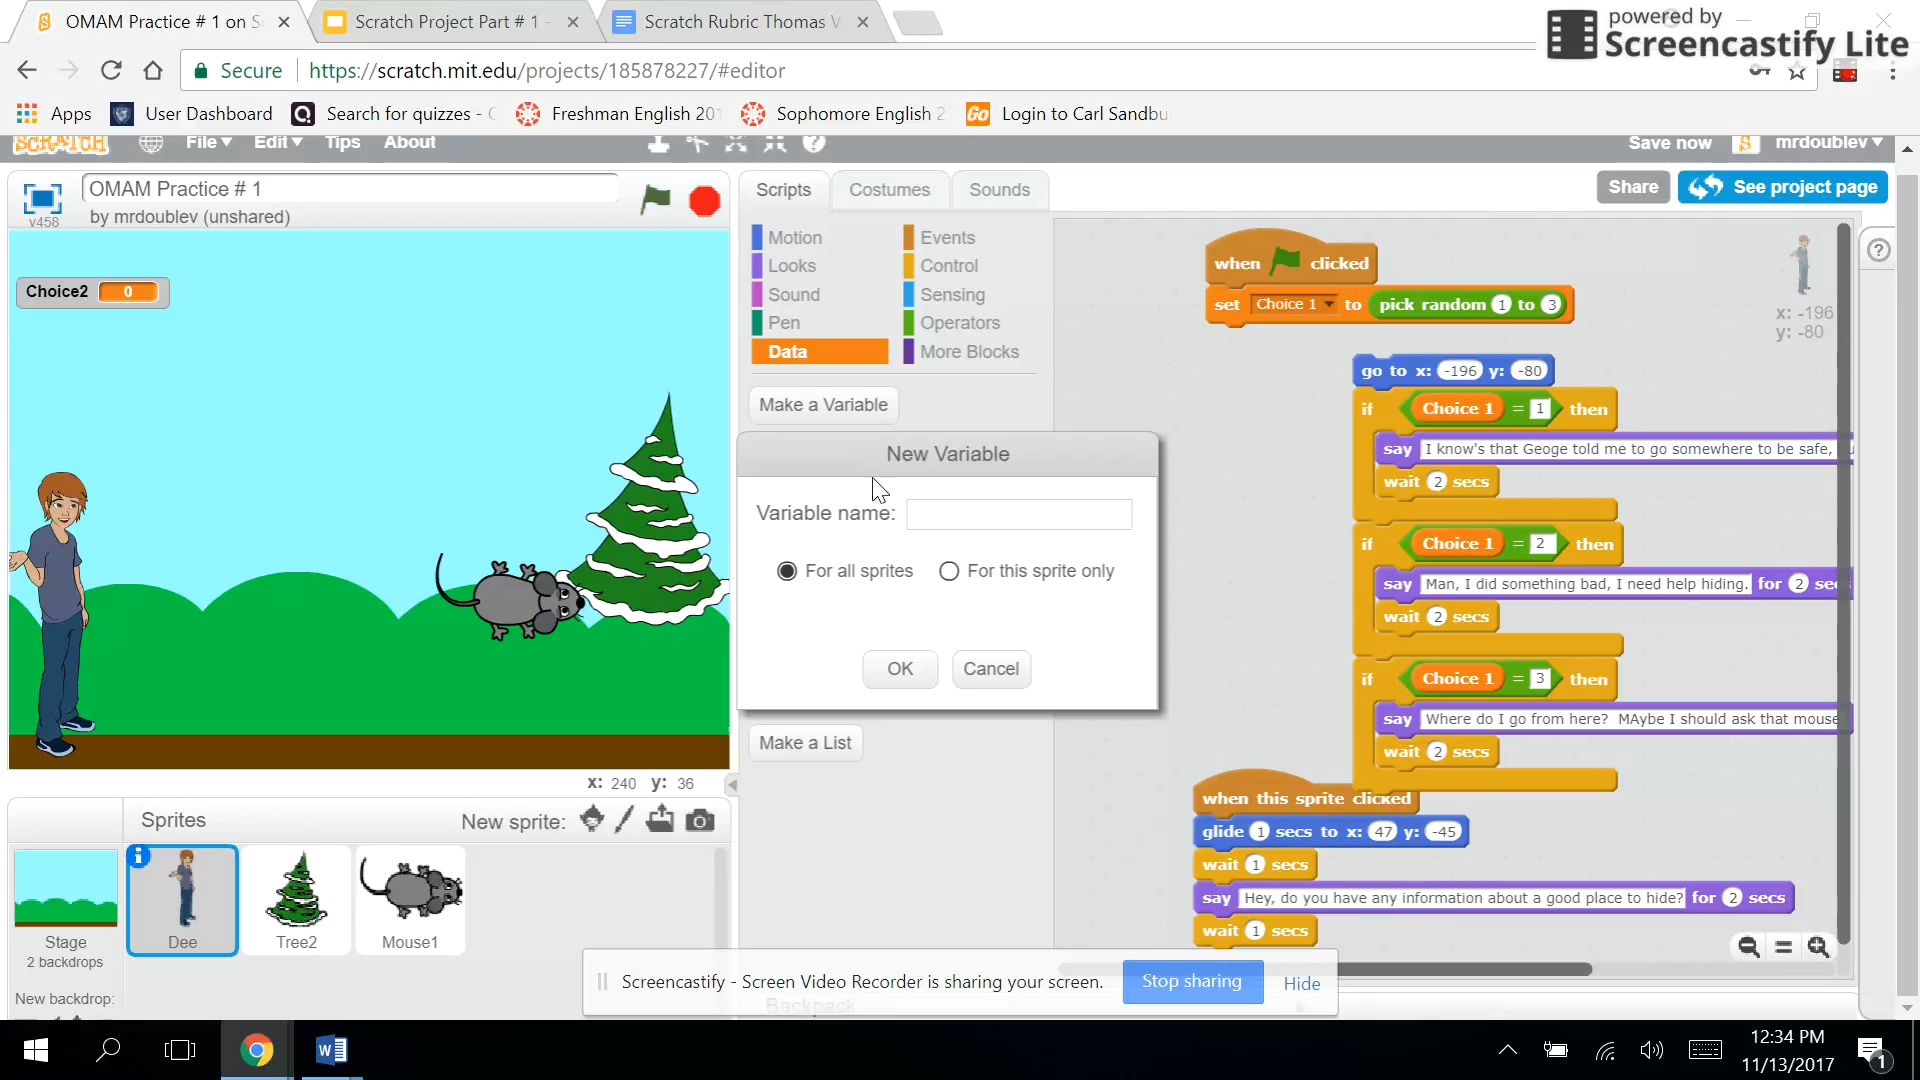 OMAM Practice # 1 on S
Scratch Project Part # 1 -
Scratch Rubric Thomas V
powered by
Screencastify Lite
Secure
https://scratch.mit.edu/projects/185878227/#editor
Apps
User Dashboard
Search for quizzes -
Freshman English 201
Sophomore English 2
Go
Login to Carl Sandbu
SCRATCH
File
Edit
Tips
About
Save now
mrdoublev
v458
OMAM Practice # 1
by mrdoublev (unshared)
Scripts
Costumes
Sounds
Share
See project page
Choice2 0
Motion
Events
Looks
Control
Sound
Sensing
Pen
Operators
Data
More Blocks
Make a Variable
New Variable
Variable name:
For all sprites
For this sprite only
OK
Cancel
Make a List
when clicked
set Choice 1 to pick random 1 to 3
x: -196
y: -80
go to x: -196 y: -80
if Choice 1 = 1 then
say I know's that Geoge told me to go somewhere to be safe,
wait 2 secs
if Choice 1 = 2 then
say Man, I did something bad, I need help hiding. for 2 sec
wait 2 secs
if Choice 1 = 3 then
say Where do I go from here? MAybe I should ask that mouse
wait 2 secs
when this sprite clicked
glide 1 secs to x: 47 y: -45
wait 1 secs
say Hey, do you have any information about a good place to hide? for 2 secs
wait 1 secs
x: 240 y: 36
Sprites
New sprite:
Stage
2 backdrops
Dee
Tree2
Mouse1
New backdrop:
Screencastify - Screen Video Recorder is sharing your screen.
Stop sharing
Hide
Backpack
12:34 PM
11/13/2017
1